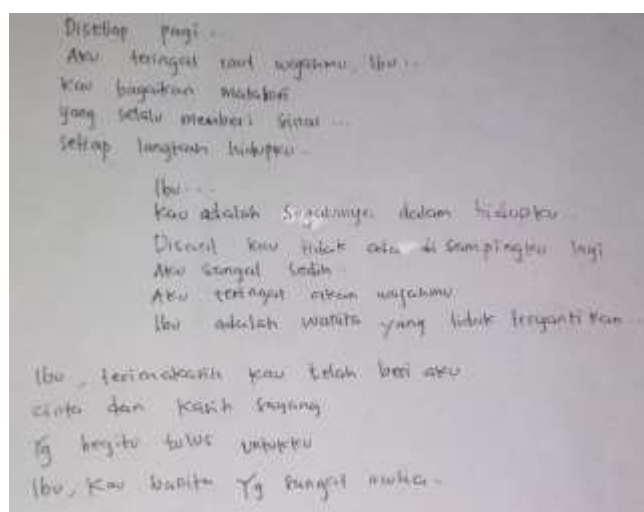 Disetiap pagi...
Aku teringat raut wajahmu, Ibu...
Kau bagaikan matahari
yang selalu memberi sinar...
setiap langkah hidupku...
Ibu...
Kau adalah segalanya dalam hidupku...
Disaat kau tidak ada di sampingku lagi
Aku sangat sedih
Aku teringat akan wajahmu
Ibu adalah wanita yang tidak tergantikan...
Ibu, terimakasih kau telah beri aku
cinta dan kasih sayang
Yg begitu tulus untukku
Ibu, Kau wanita Yg sangat mulia.